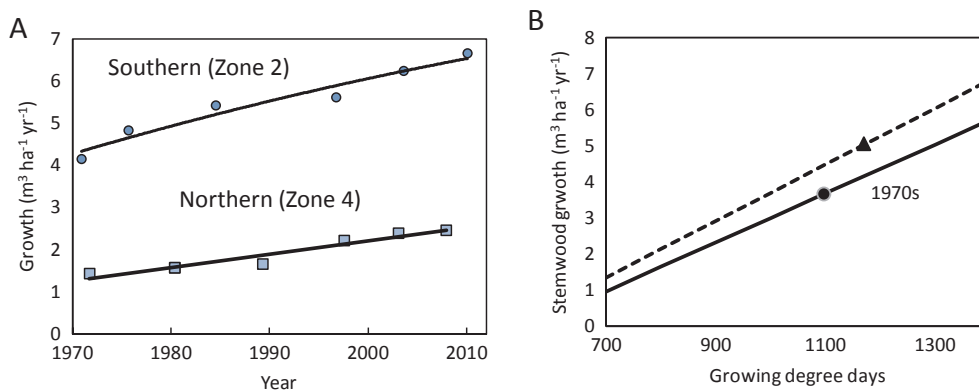 A
7
6
5
4
3
2
1
0
1970 1980 1990 2000 2010
Year
Growth (m³ ha⁻¹ yr⁻¹)
Southern (Zone 2)
Northern (Zone 4)
B
8
7
6
5
4
3
2
1
0
700 900 1100 1300
Growing degree days
Stemwood grwoth (m³ ha⁻¹ yr⁻¹)
1970s